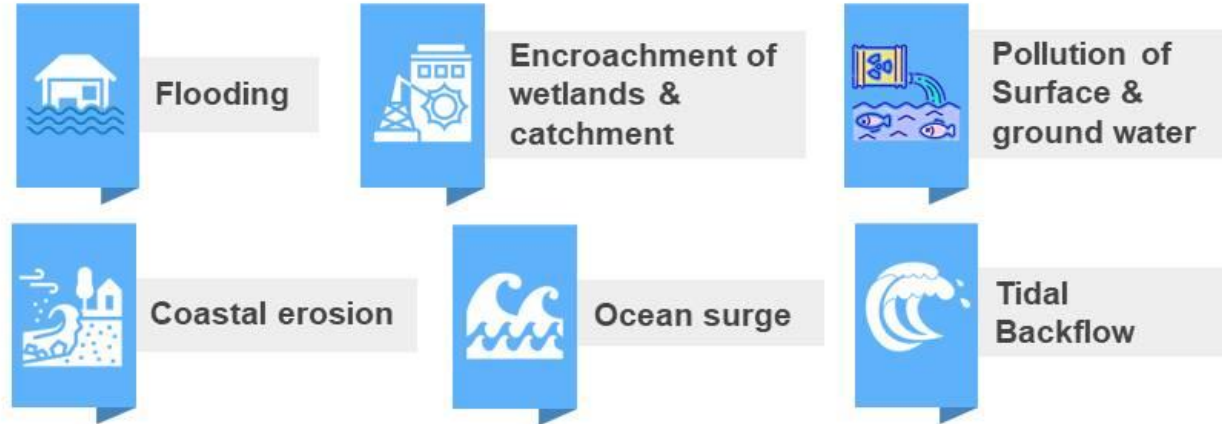 Flooding
Encroachment of
wetlands &
catchment
Pollution of
Surface &
ground water
Coastal erosion
Ocean surge
Tidal
Backflow